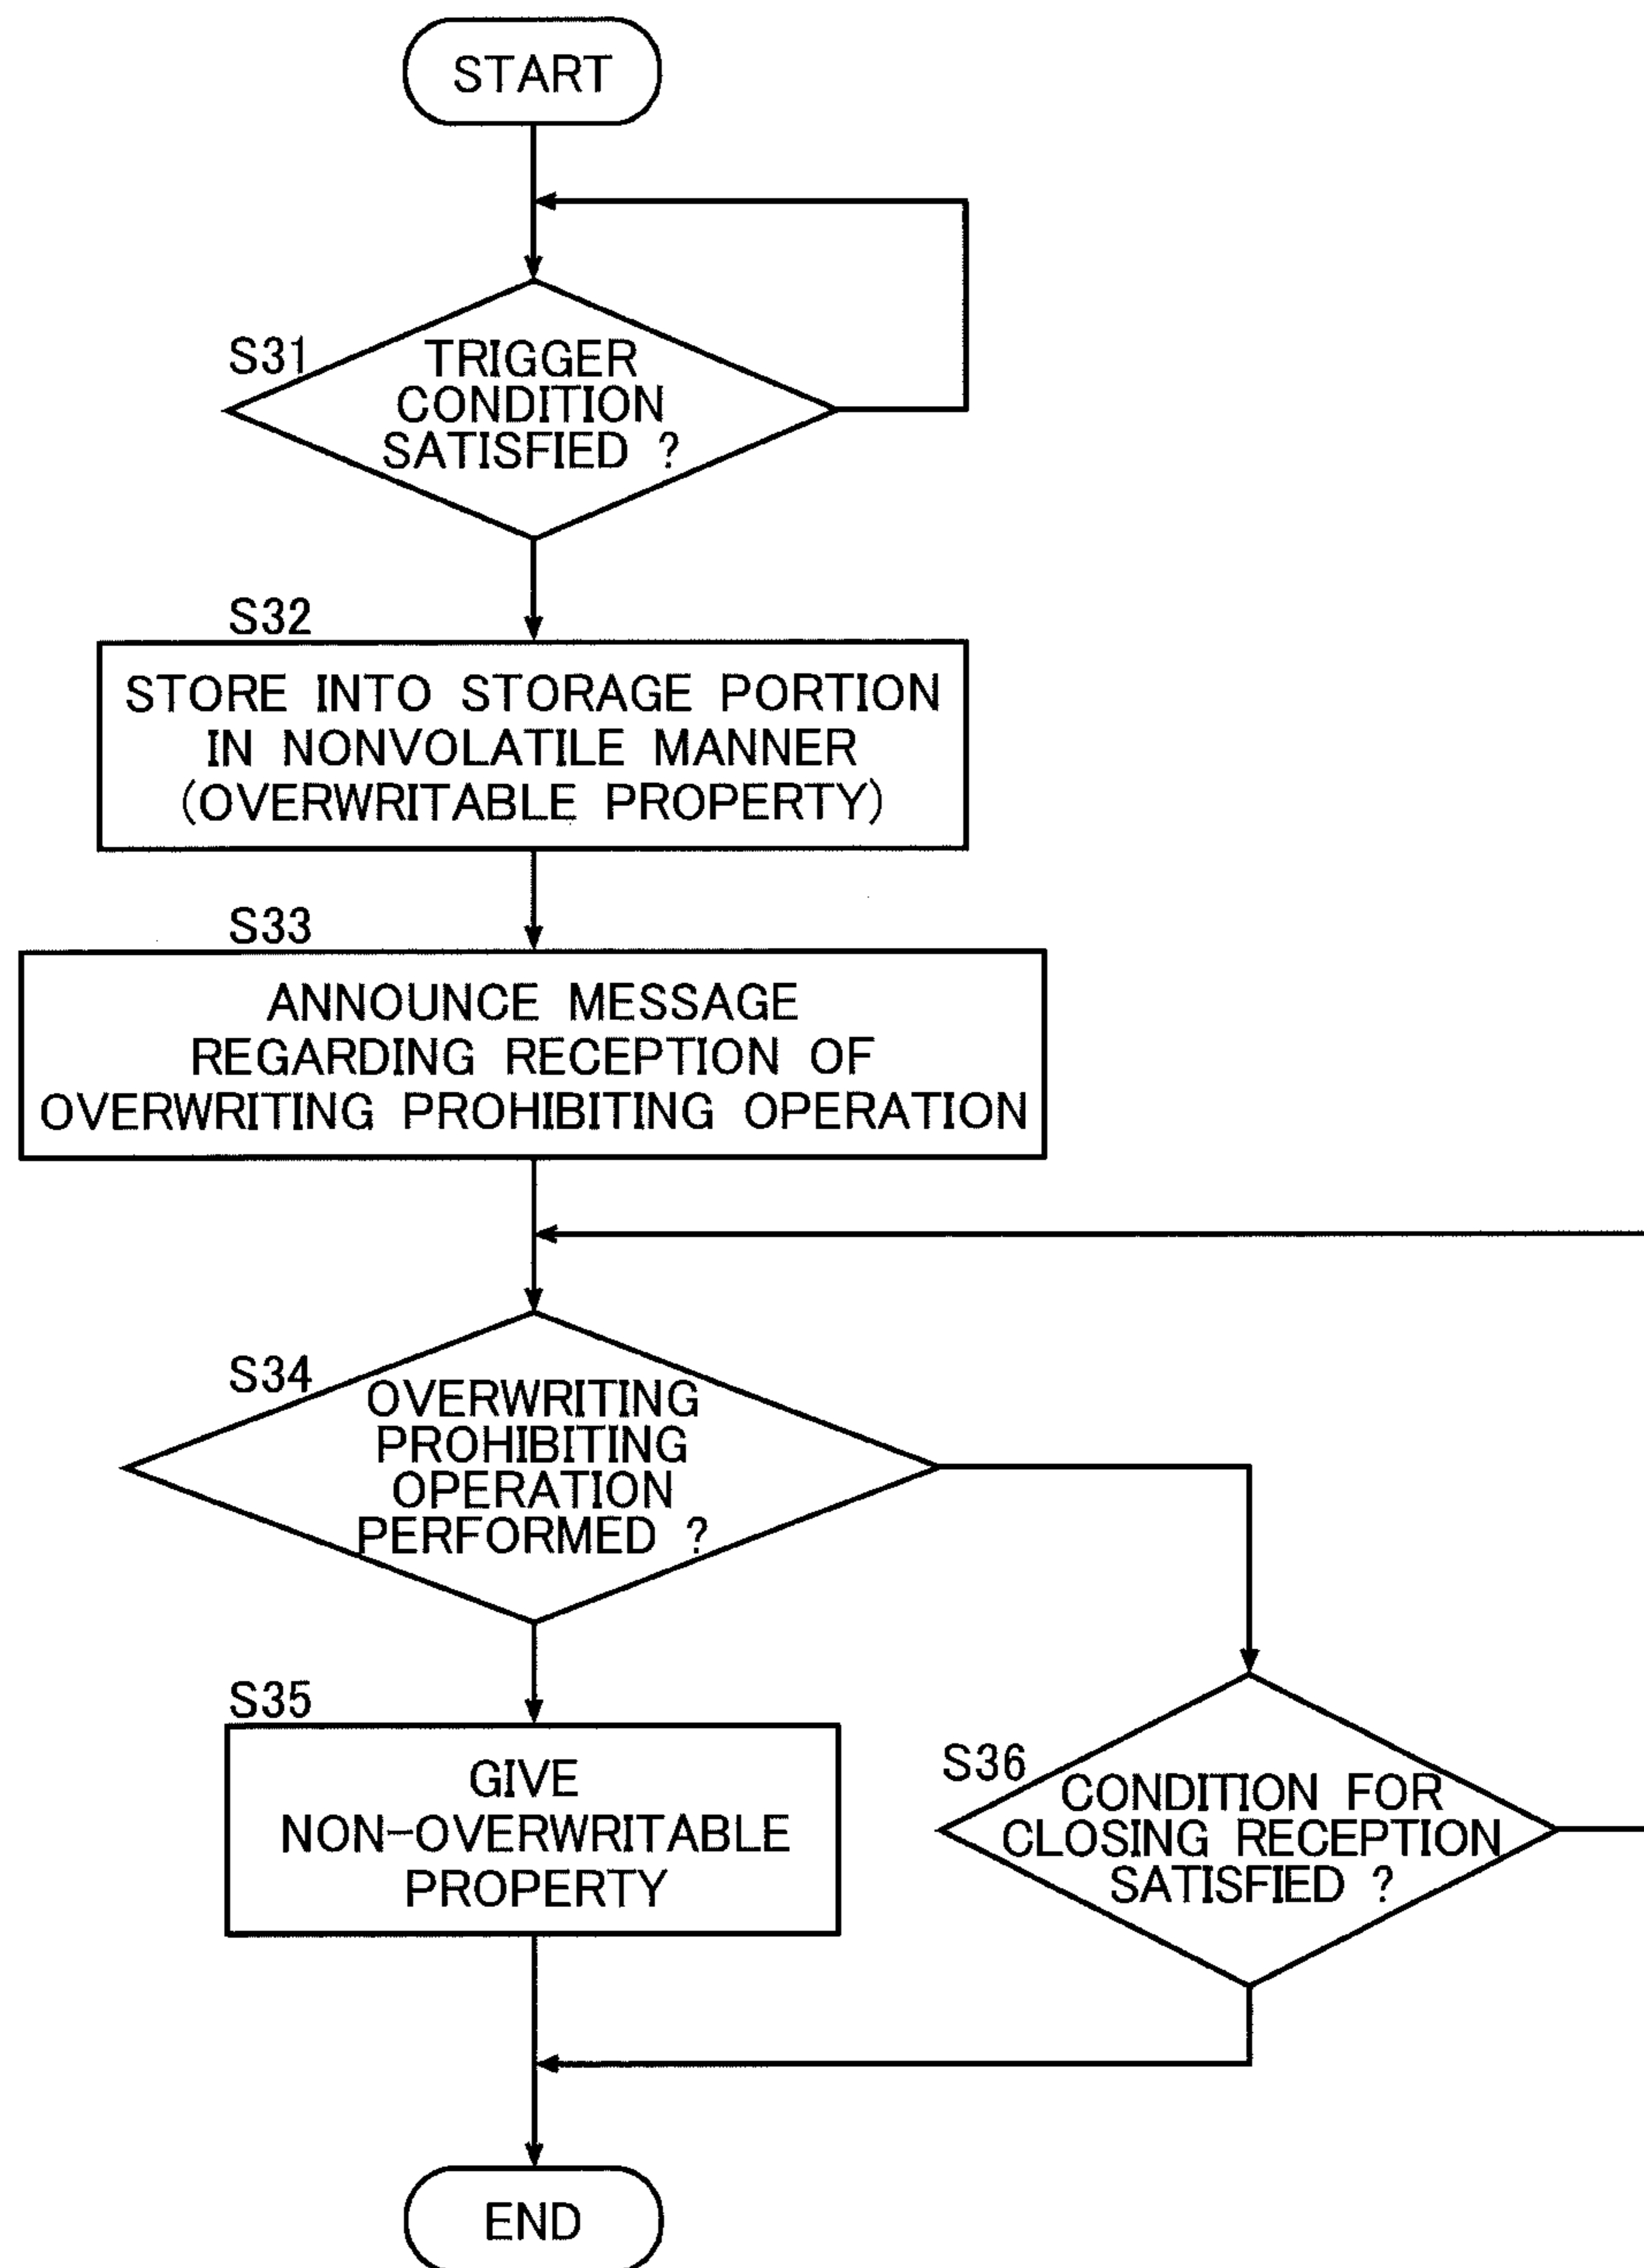 START
S31
TRIGGER
CONDITION
SATISFIED ?
S32
STORE INTO STORAGE PORTION
IN NONVOLATILE MANNER
(OVERWRITABLE PROPERTY)
S33
ANNOUNCE MESSAGE
REGARDING RECEPTION OF
OVERWRITING PROHIBITING OPERATION
S34
OVERWRITING
PROHIBITING
OPERATION
PERFORMED ?
S35
GIVE
NON-OVERWRITABLE
PROPERTY
S36
CONDITION FOR
CLOSING RECEPTION
SATISFIED ?
END